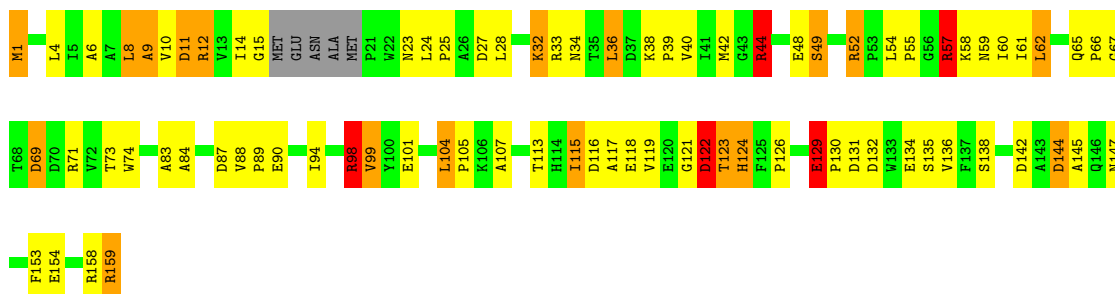 M1 L4 I5 A6 A7 L8 A9 V10 D11 R12 V13 I14 G15 MET GLU ASN ALA MET P21 W22 N23 L24 P25 A26 D27 L28 K32 R33 N34 T35 L36 D37 K38 P39 V40 I41 M42 G43 R44 E48 S49 R52 P53 L54 P55 G56 R57 K58 N59 I60 I61 L62 Q65 P66 G67
T68 D69 D70 R71 V72 T73 W74 A83 A84 D87 V88 P89 E90 I94 R98 V99 Y100 E101 L104 P105 K106 A107 T113 H114 I115 D116 A117 E118 V119 E120 G121 D122 T123 H124 F125 P126 E129 P130 D131 D132 W133 E134 S135 V136 F137 S138 D142 A143 D144 A145 Q146 N147
F153 E154 R158 R159